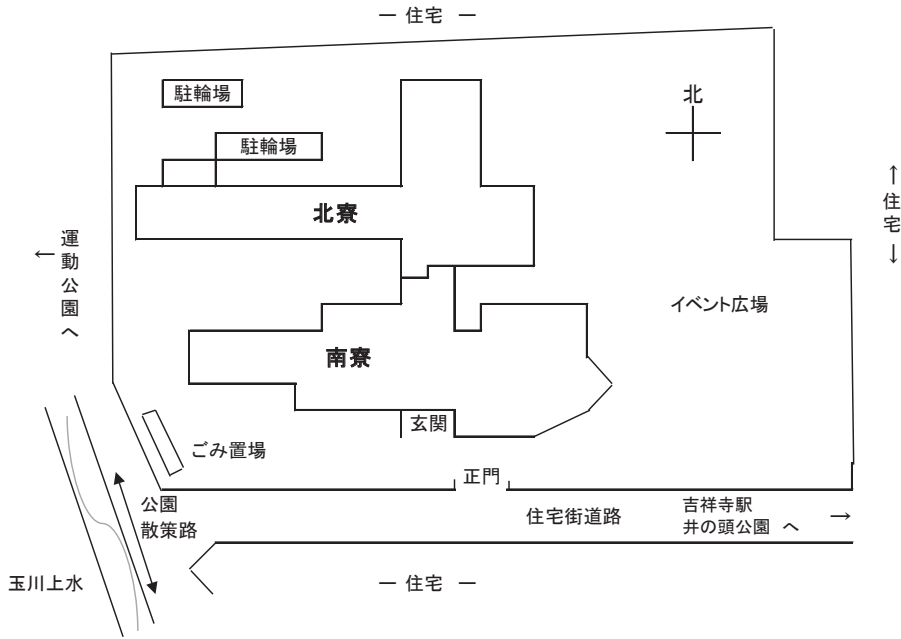 ― 住宅 ―
駐輪場
北
駐輪場
↑住宅↓
北寮
← 運動公園へ
イベント広場
南寮
玄関
ごみ置場
正門
公園
散策路
住宅街道路
吉祥寺駅
井の頭公園 へ →
玉川上水
― 住宅 ―